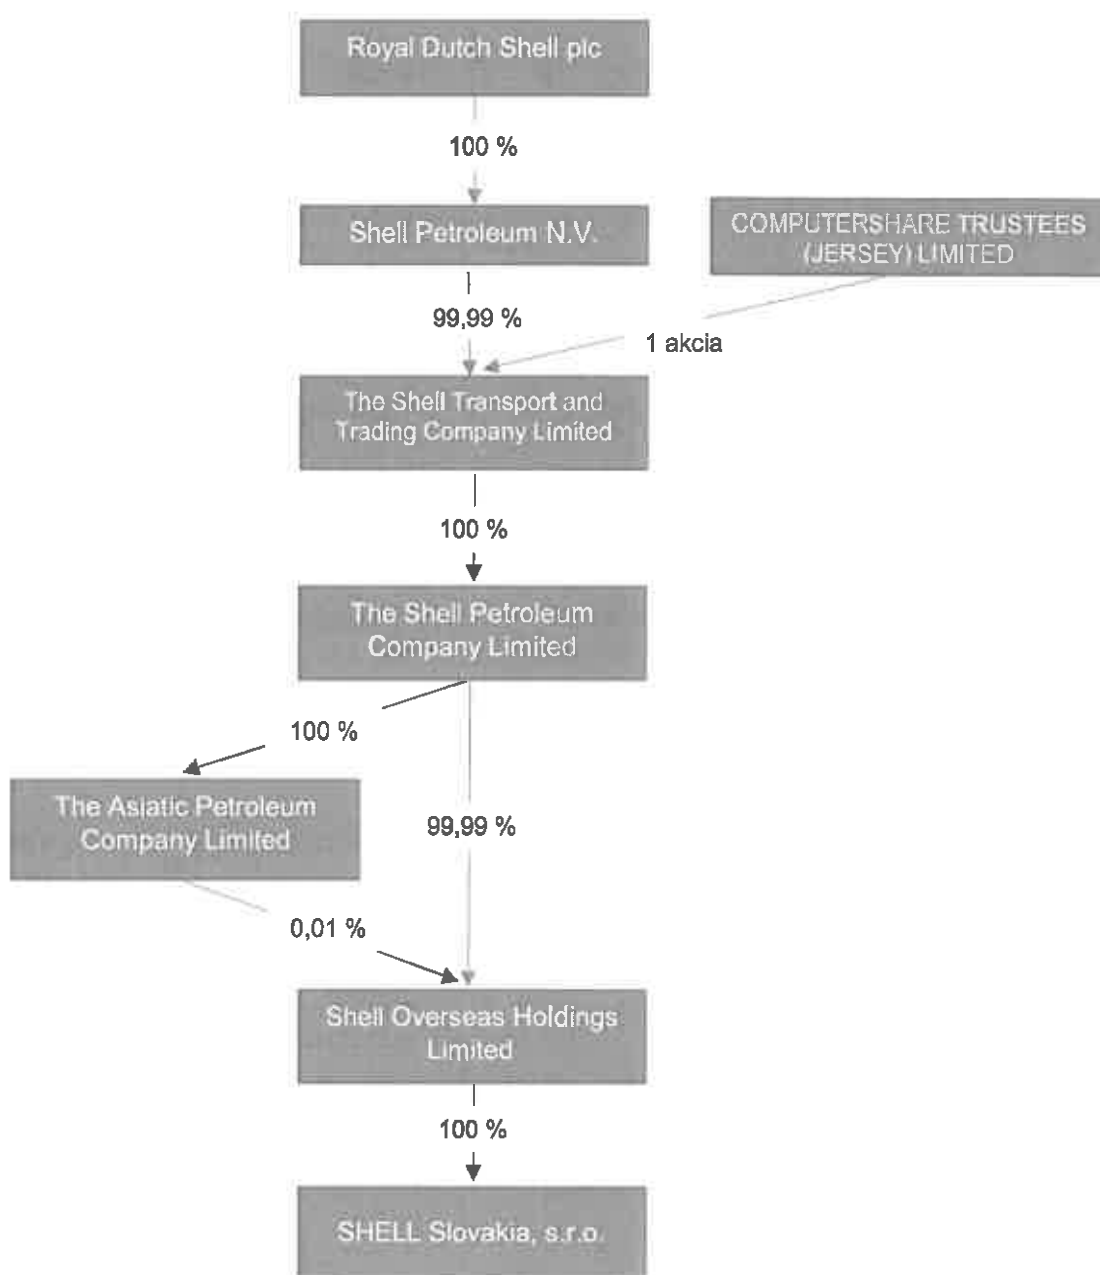 Royal Dutch Shell plc
100 %
Shell Petroleum N.V.
COMPUTERSHARE TRUSTEES
(JERSEY) LIMITED
99,99 %
1 akcia
The Shell Transport and
Trading Company Limited
100 %
The Shell Petroleum
Company Limited
100 %
The Asiatic Petroleum
Company Limited
99,99 %
0,01 %
Shell Overseas Holdings
Limited
100 %
SHELL Slovakia, s.r.o.